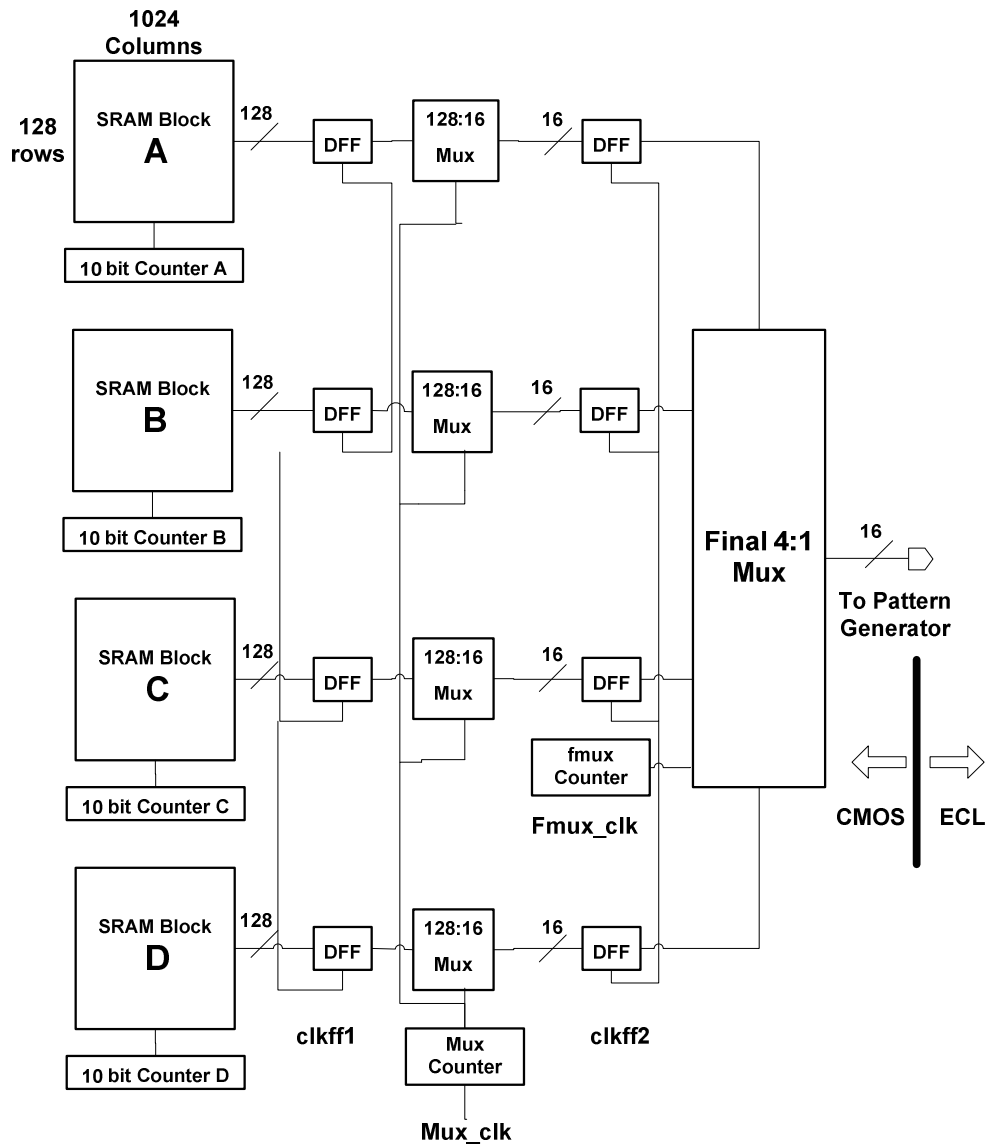 1024
Columns
128
rows
SRAM Block
A
128
DFF
128:16
Mux
16
DFF
10 bit Counter A
SRAM Block
B
128
DFF
128:16
Mux
16
DFF
10 bit Counter B
Final 4:1
Mux
16
To Pattern
Generator
SRAM Block
C
128
DFF
128:16
Mux
16
DFF
10 bit Counter C
fmux
Counter
Fmux_clk
CMOS
ECL
SRAM Block
D
128
DFF
128:16
Mux
16
DFF
10 bit Counter D
clkff1
Mux
Counter
clkff2
Mux_clk